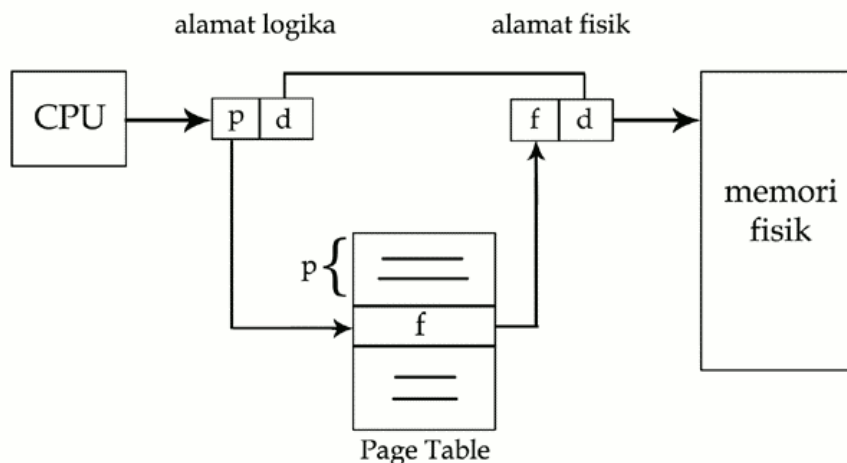 alamat logika
alamat fisik
CPU
p
d
f
d
memori
fisik
p
f
Page Table